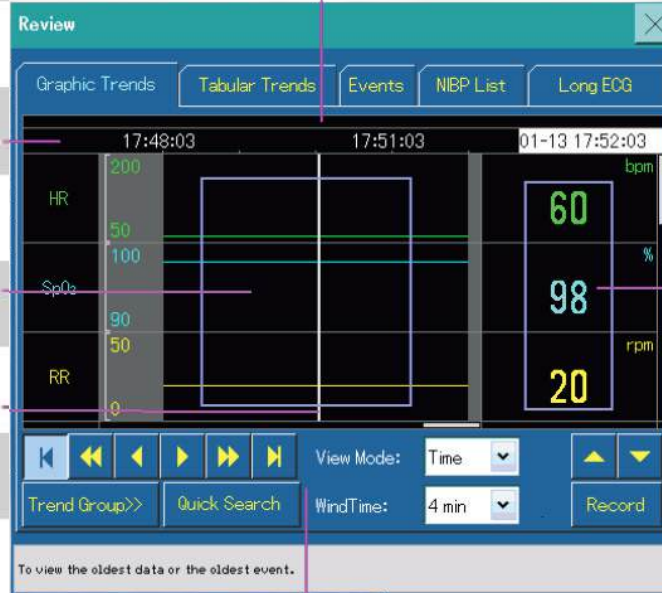 Review
Graphic Trends Tabular Trends Events NIBP List Long ECG
17:48:03 17:51:03 01-13 17:52:03
200 bpm
HR 60
50
100 %
SpO₂ 98
90
50 rpm
RR 20
0
View Mode: Time
Trend Group>> Quick Search WindTime: 4 min Record
To view the oldest data or the oldest event.